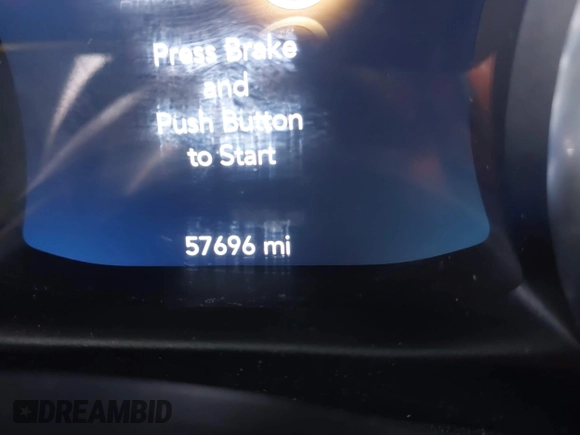 Press Brake
and
Push Button
to Start
57696 mi
DREAMBID